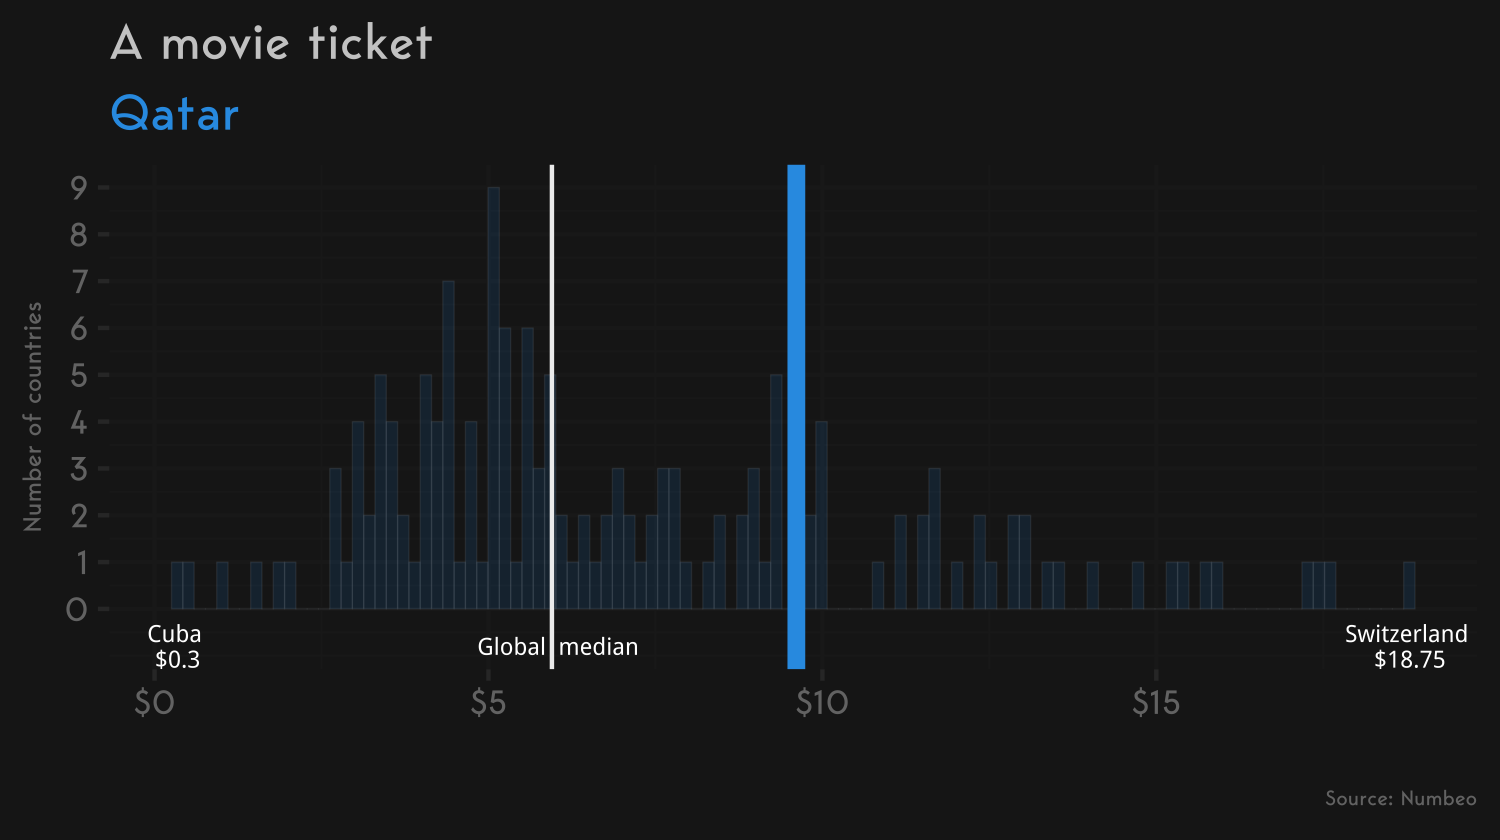 A movie ticket
Qatar
Number of countries
9
8
7
6
5
4
3
2
1
0
Cuba
$0.3
Global median
Switzerland
$18.75
$0 $5 $10 $15
Source: Numbeo